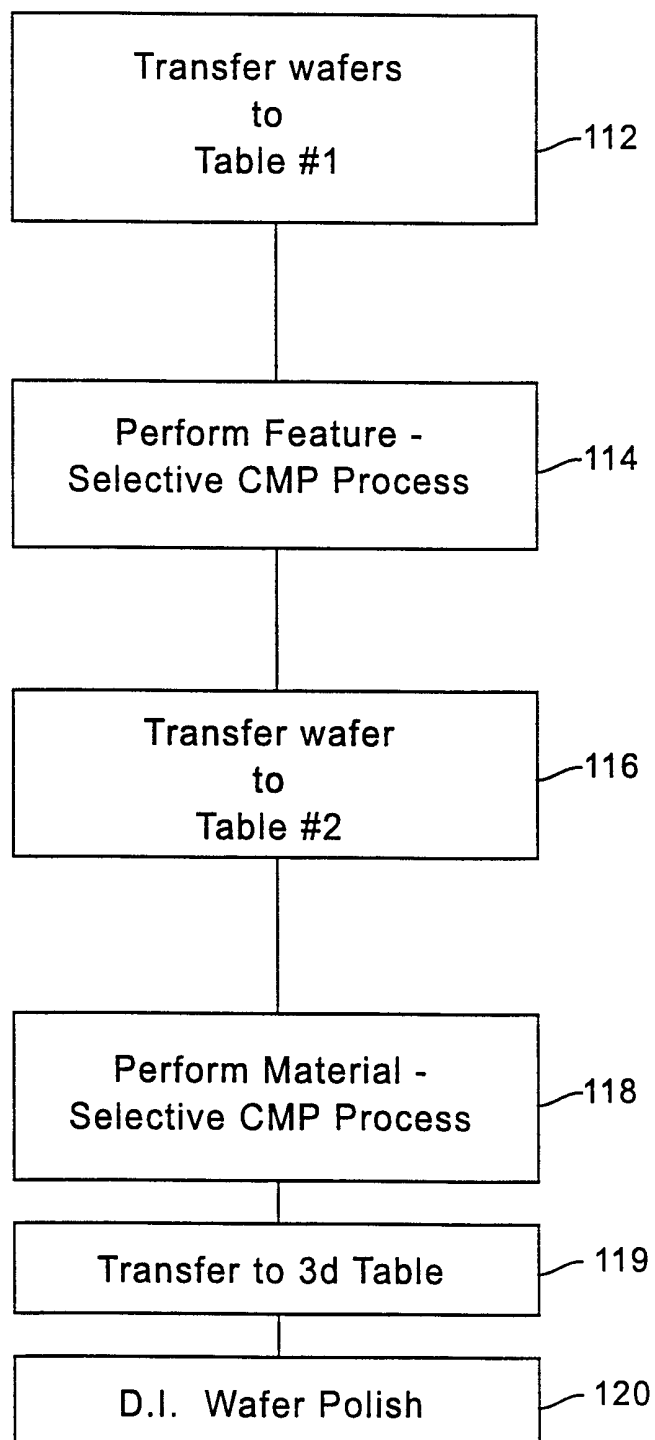 Transfer wafers
to
Table #1
112
Perform Feature -
Selective CMP Process
114
Transfer wafer
to
Table #2
116
Perform Material -
Selective CMP Process
118
Transfer to 3d Table
119
D.I. Wafer Polish
120